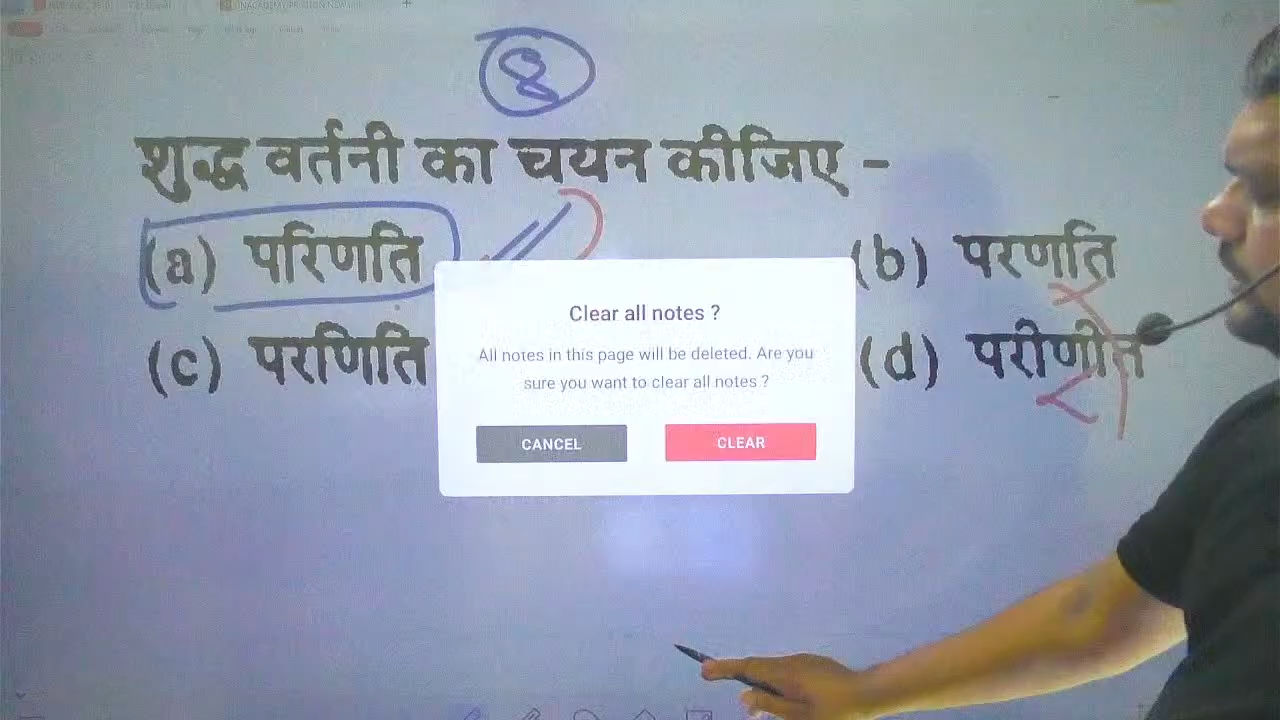 8
शुद्ध वर्तनी का चयन कीजिए -
(a) परिणति
(b) परणति
(c) परणिति
(d) परीणीत
Clear all notes ?
All notes in this page will be deleted. Are you
sure you want to clear all notes ?
CANCEL
CLEAR